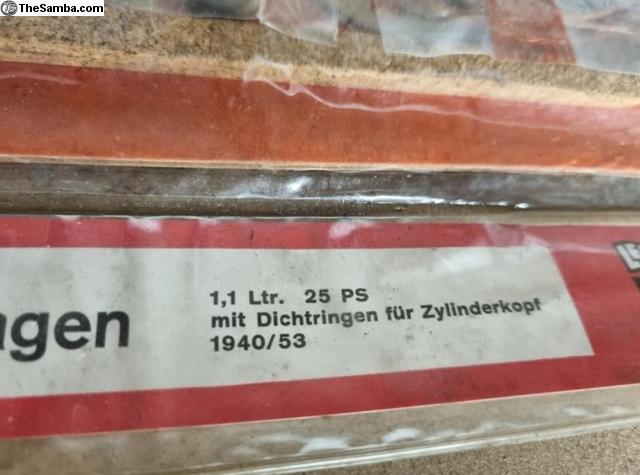 TheSamba.com
1,1 Ltr. 25 PS
mit Dichtringen für Zylinderkopf
1940/53
agen